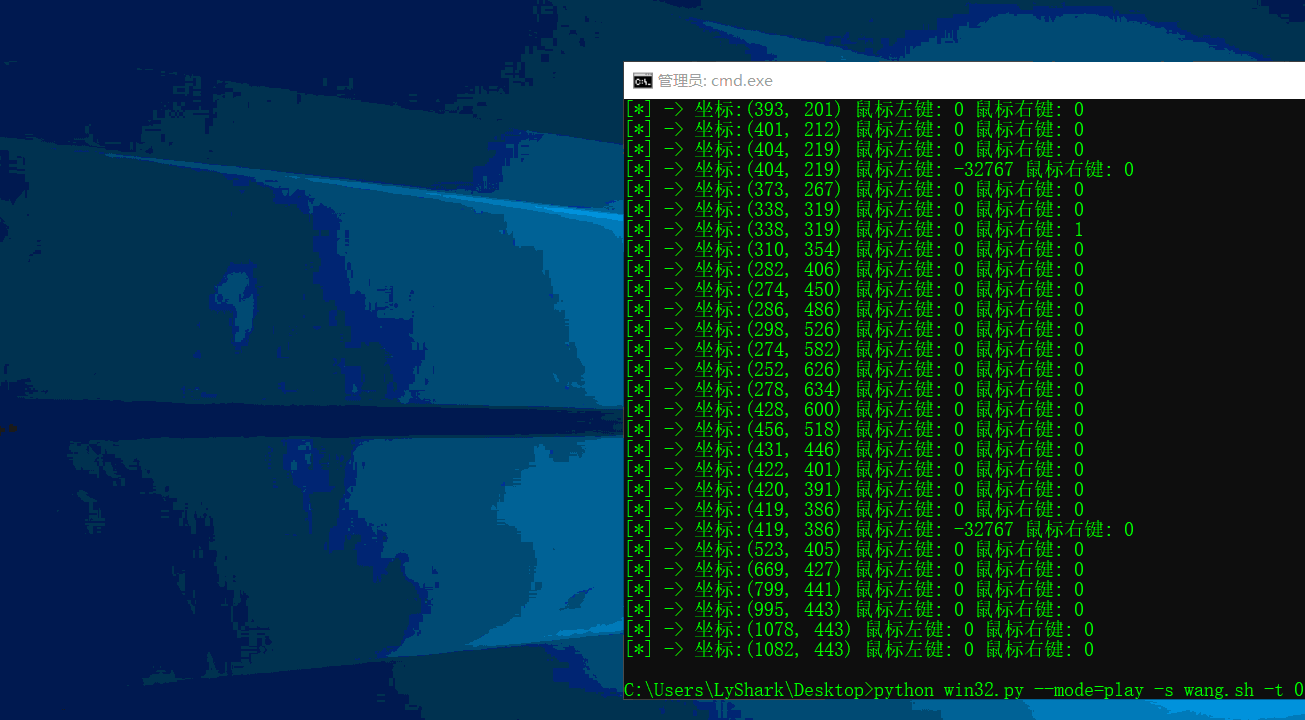 管理员: cmd.exe
[*] -> 坐标:(393, 201) 鼠标左键: 0 鼠标右键: 0
[*] -> 坐标:(401, 212) 鼠标左键: 0 鼠标右键: 0
[*] -> 坐标:(404, 219) 鼠标左键: 0 鼠标右键: 0
[*] -> 坐标:(404, 219) 鼠标左键: -32767 鼠标右键: 0
[*] -> 坐标:(373, 267) 鼠标左键: 0 鼠标右键: 0
[*] -> 坐标:(338, 319) 鼠标左键: 0 鼠标右键: 0
[*] -> 坐标:(338, 319) 鼠标左键: 0 鼠标右键: 1
[*] -> 坐标:(310, 354) 鼠标左键: 0 鼠标右键: 0
[*] -> 坐标:(282, 406) 鼠标左键: 0 鼠标右键: 0
[*] -> 坐标:(274, 450) 鼠标左键: 0 鼠标右键: 0
[*] -> 坐标:(286, 486) 鼠标左键: 0 鼠标右键: 0
[*] -> 坐标:(298, 526) 鼠标左键: 0 鼠标右键: 0
[*] -> 坐标:(274, 582) 鼠标左键: 0 鼠标右键: 0
[*] -> 坐标:(252, 626) 鼠标左键: 0 鼠标右键: 0
[*] -> 坐标:(278, 634) 鼠标左键: 0 鼠标右键: 0
[*] -> 坐标:(428, 600) 鼠标左键: 0 鼠标右键: 0
[*] -> 坐标:(456, 518) 鼠标左键: 0 鼠标右键: 0
[*] -> 坐标:(431, 446) 鼠标左键: 0 鼠标右键: 0
[*] -> 坐标:(422, 401) 鼠标左键: 0 鼠标右键: 0
[*] -> 坐标:(420, 391) 鼠标左键: 0 鼠标右键: 0
[*] -> 坐标:(419, 386) 鼠标左键: 0 鼠标右键: 0
[*] -> 坐标:(419, 386) 鼠标左键: -32767 鼠标右键: 0
[*] -> 坐标:(523, 405) 鼠标左键: 0 鼠标右键: 0
[*] -> 坐标:(669, 427) 鼠标左键: 0 鼠标右键: 0
[*] -> 坐标:(799, 441) 鼠标左键: 0 鼠标右键: 0
[*] -> 坐标:(995, 443) 鼠标左键: 0 鼠标右键: 0
[*] -> 坐标:(1078, 443) 鼠标左键: 0 鼠标右键: 0
[*] -> 坐标:(1082, 443) 鼠标左键: 0 鼠标右键: 0
C:\Users\LyShark\Desktop>python win32.py --mode=play -s wang.sh -t 0